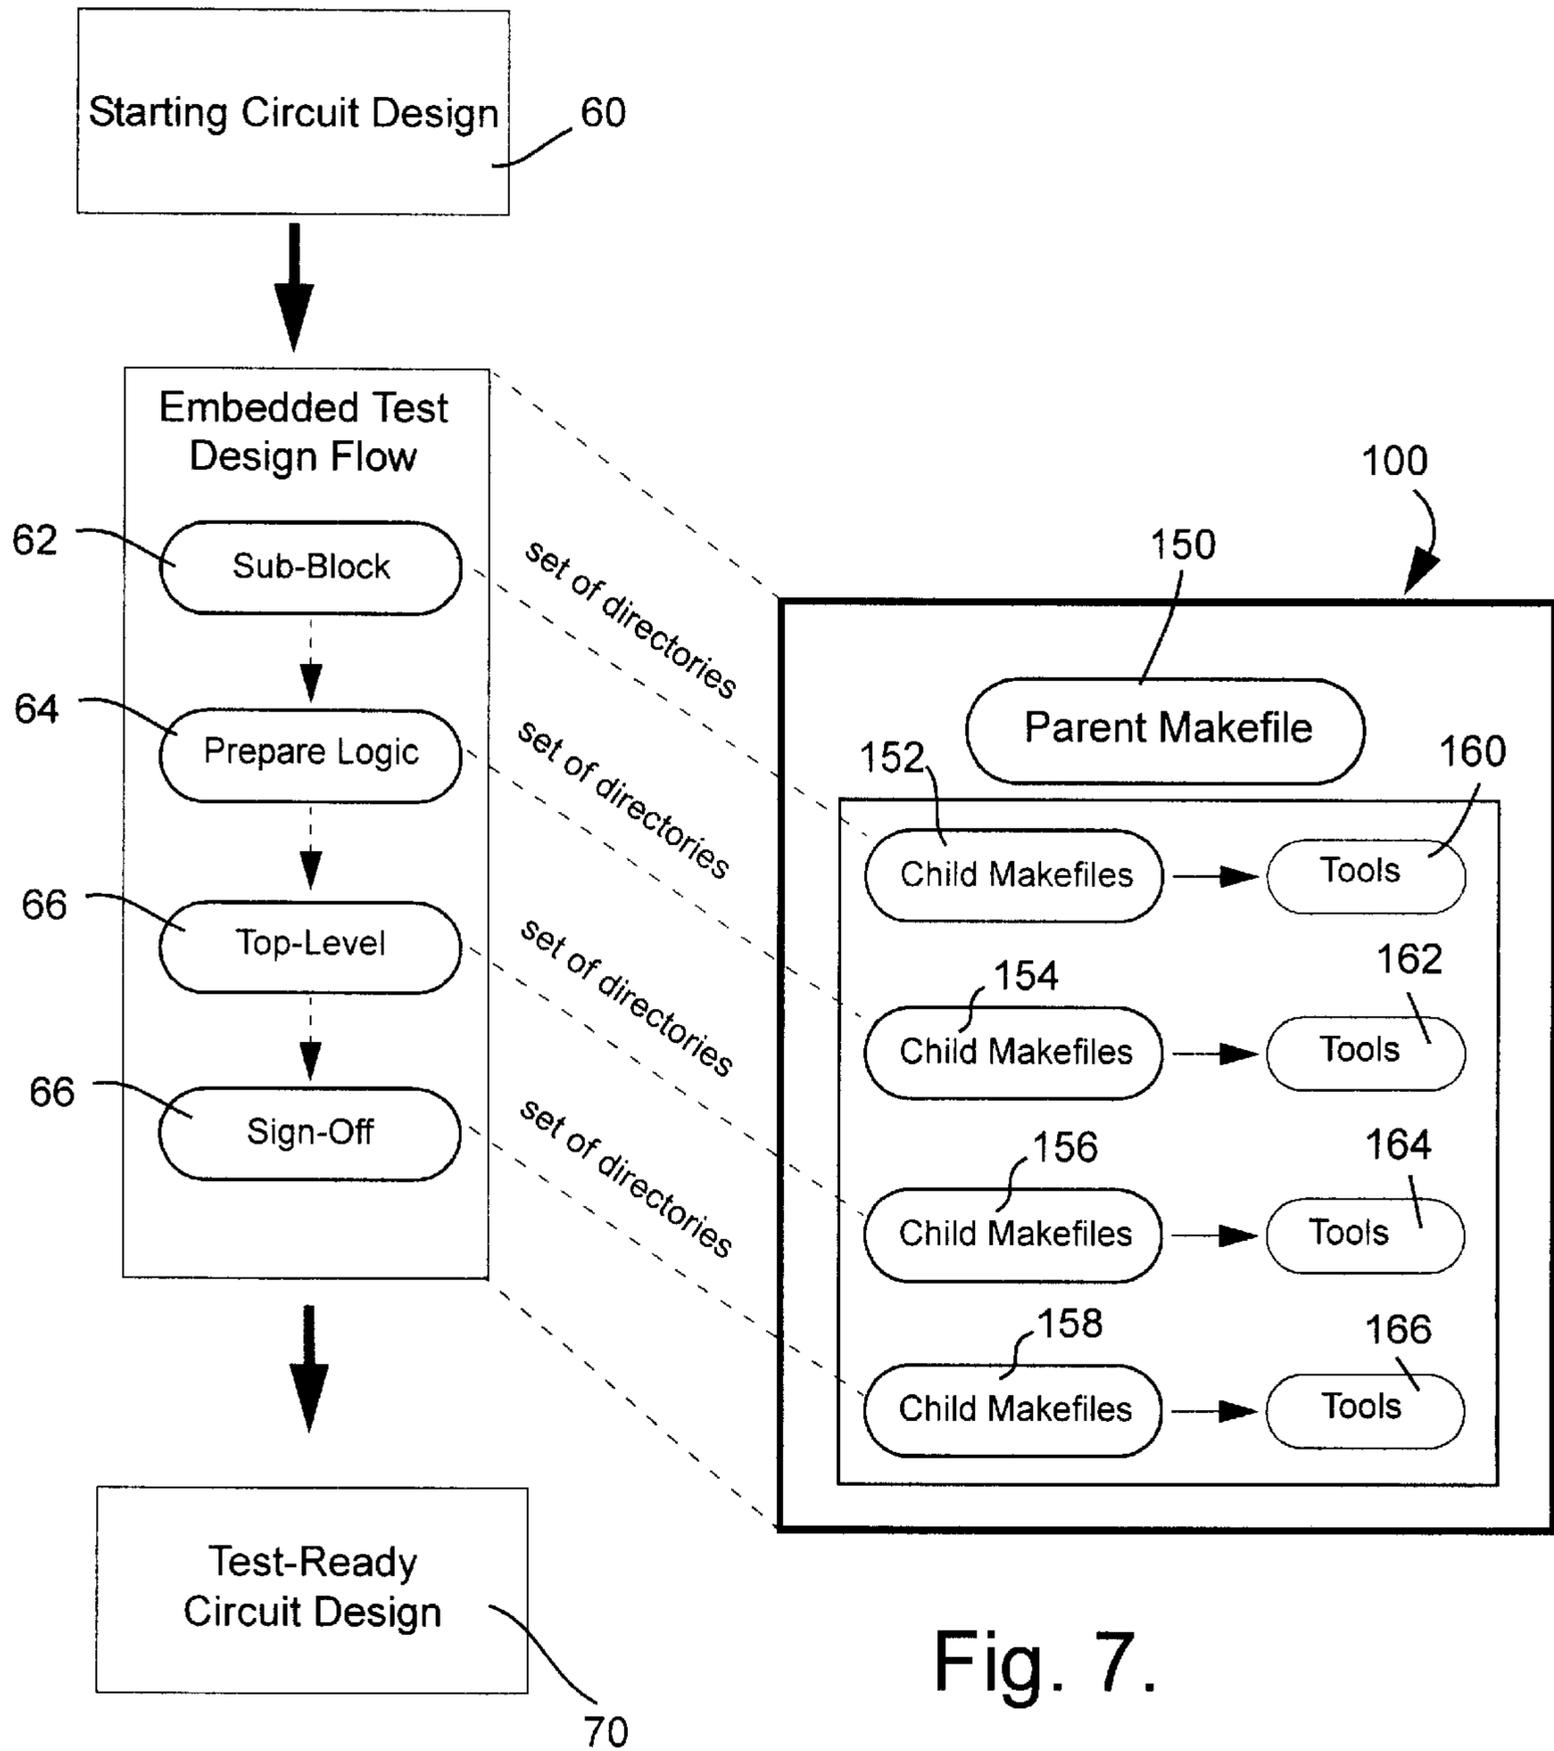 Starting Circuit Design
60
Embedded Test
Design Flow
62
Sub-Block
64
Prepare Logic
66
Top-Level
66
Sign-Off
set of directories
set of directories
set of directories
set of directories
100
150
Parent Makefile
152
Child Makefiles
160
Tools
154
Child Makefiles
162
Tools
156
Child Makefiles
164
Tools
158
Child Makefiles
166
Tools
Test-Ready
Circuit Design
70
Fig. 7.